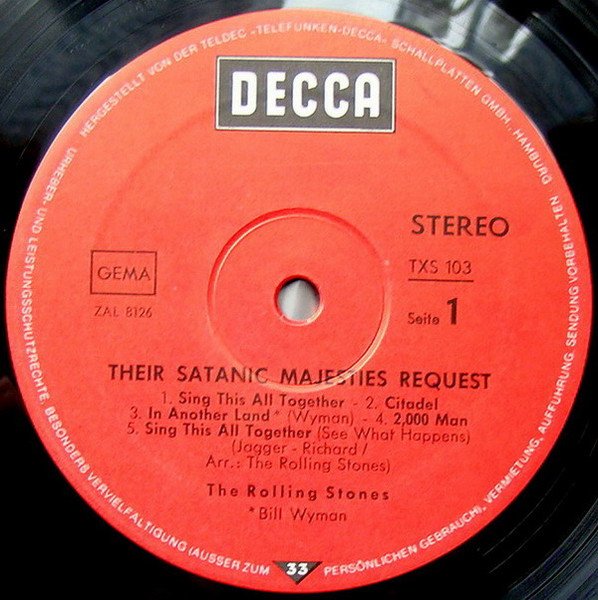 HERGESTELLT VON DER TELDEC »TELEFUNKEN-DECCA« SCHALLPLATTEN GMBH · HAMBURG
URHEBER- UND LEISTUNGSSCHUTZRECHTE, BESONDERS VERVIELFÄLTIGUNG (AUSSER ZUM PERSÖNLICHEN GEBRAUCH), VERMIETUNG, AUFFÜHRUNG, SENDUNG VORBEHALTEN
DECCA
STEREO
GEMA
TXS 103
ZAL 8126
Seite 1
THEIR SATANIC MAJESTIES REQUEST
1. Sing This All Together - 2. Citadel
3. In Another Land * (Wyman) - 4. 2,000 Man
5. Sing This All Together (See What Happens)
(Jagger - Richard /
Arr.: The Rolling Stones)
The Rolling Stones
*Bill Wyman
33